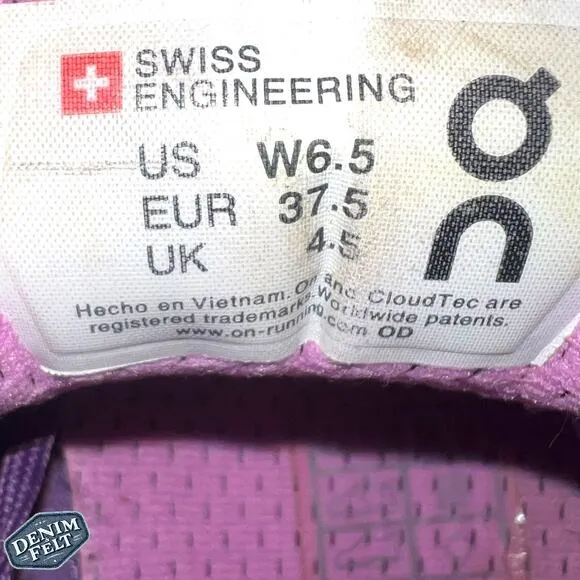 SWISS
ENGINEERING
US W6.5
EUR 37.5
UK 4.5
Hecho en Vietnam. On and CloudTec are
registered trademarks. Worldwide patents.
www.on-running.com OD
DENIM
FELT